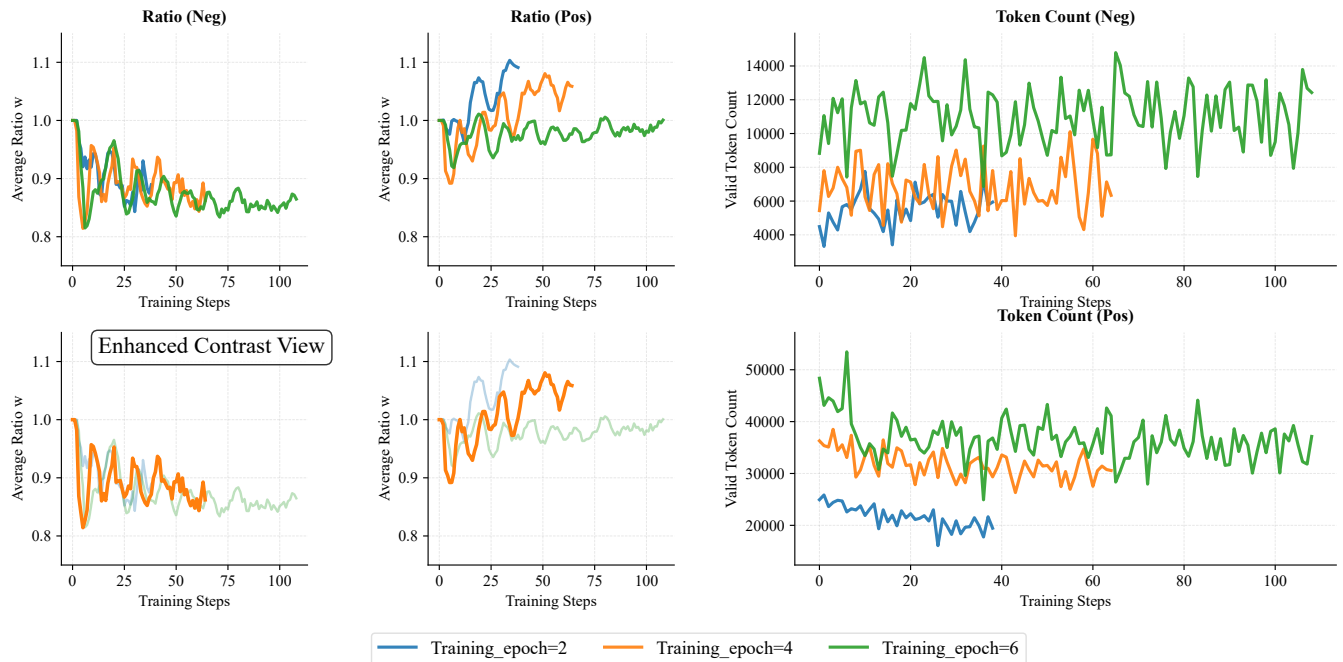 Ratio (Neg)
Average Ratio w
1.1
1.0
0.9
0.8
0
25
50
75
100
Training Steps
Ratio (Pos)
Average Ratio w
1.1
1.0
0.9
0.8
0
25
50
75
100
Training Steps
Token Count (Neg)
Valid Token Count
14000
12000
10000
8000
6000
4000
0
20
40
60
80
100
Training Steps
Enhanced Contrast View
Average Ratio w
1.1
1.0
0.9
0.8
0
25
50
75
100
Training Steps
Average Ratio w
1.1
1.0
0.9
0.8
0
25
50
75
100
Training Steps
Token Count (Pos)
Valid Token Count
50000
40000
30000
20000
0
20
40
60
80
100
Training Steps
Training_epoch=2
Training_epoch=4
Training_epoch=6